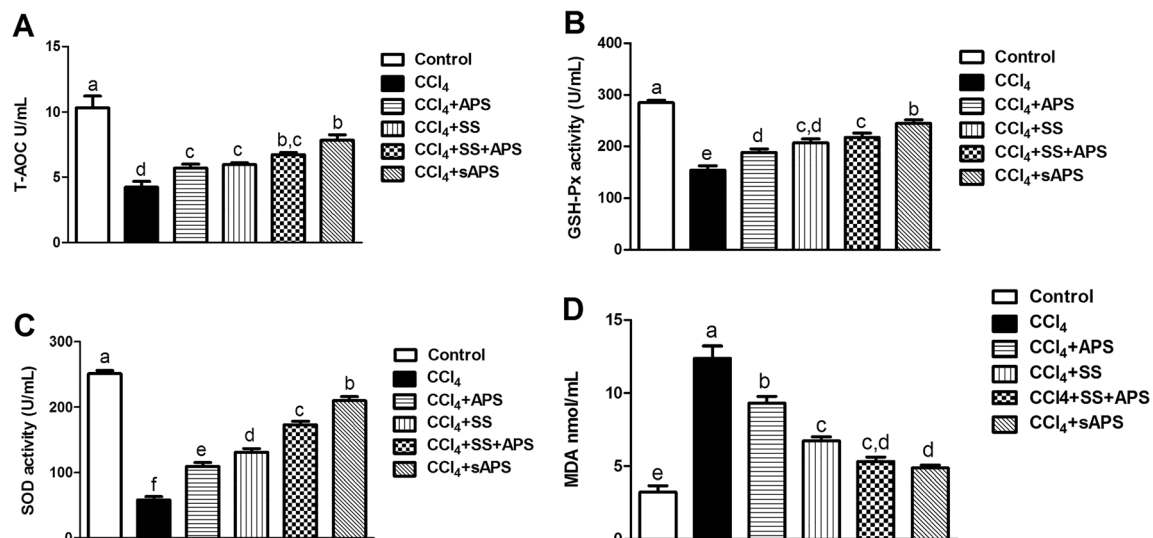 A
T-AOC U/mL
15
10
5
0
a
d
c
c
b,c
b
Control
CCl₄
CCl₄+APS
CCl₄+SS
CCl₄+SS+APS
CCl₄+sAPS
B
GSH-Px activity (U/mL)
400
300
200
100
0
a
e
d
c,d
c
b
Control
CCl₄
CCl₄+APS
CCl₄+SS
CCl₄+SS+APS
CCl₄+sAPS
C
SOD activity (U/mL)
300
200
100
0
a
f
e
d
c
b
Control
CCl₄
CCl₄+APS
CCl₄+SS
CCl₄+SS+APS
CCl₄+sAPS
D
MDA nmol/mL
15
10
5
0
e
a
b
c
c,d
d
Control
CCl₄
CCl₄+APS
CCl₄+SS
CCl4+SS+APS
CCl₄+sAPS